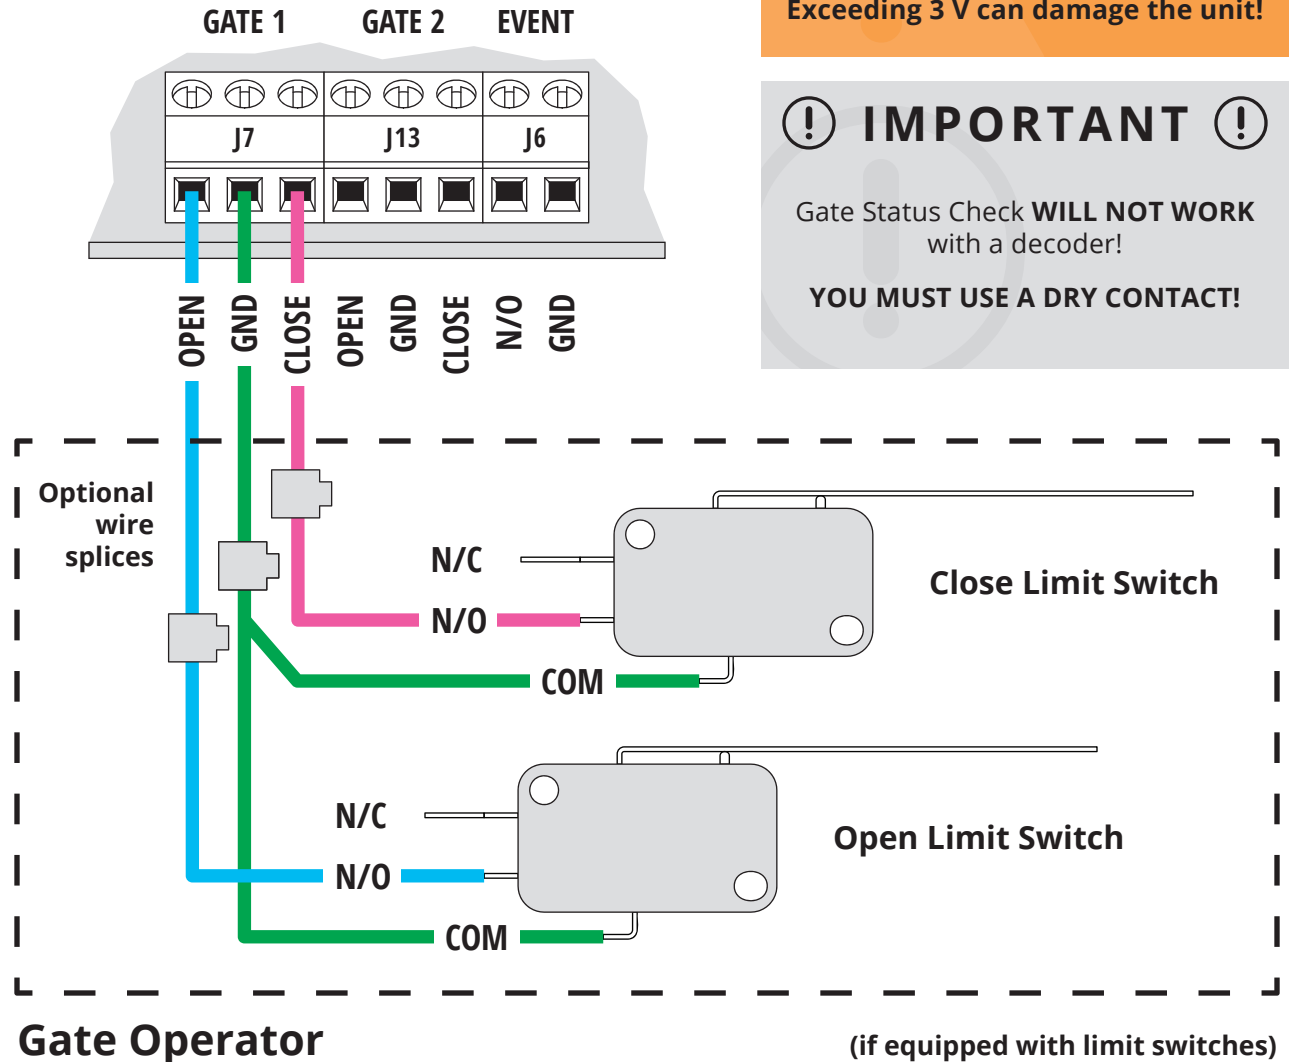 GATE 1 GATE 2 EVENT
Exceeding 3 V can damage the unit!
J7 J13 J6
! IMPORTANT !
Gate Status Check WILL NOT WORK
with a decoder!
YOU MUST USE A DRY CONTACT!
OPEN
GND
CLOSE
OPEN
GND
CLOSE
N/O
GND
Optional
wire
splices
N/C
N/O
COM
Close Limit Switch
N/C
N/O
COM
Open Limit Switch
Gate Operator
(if equipped with limit switches)